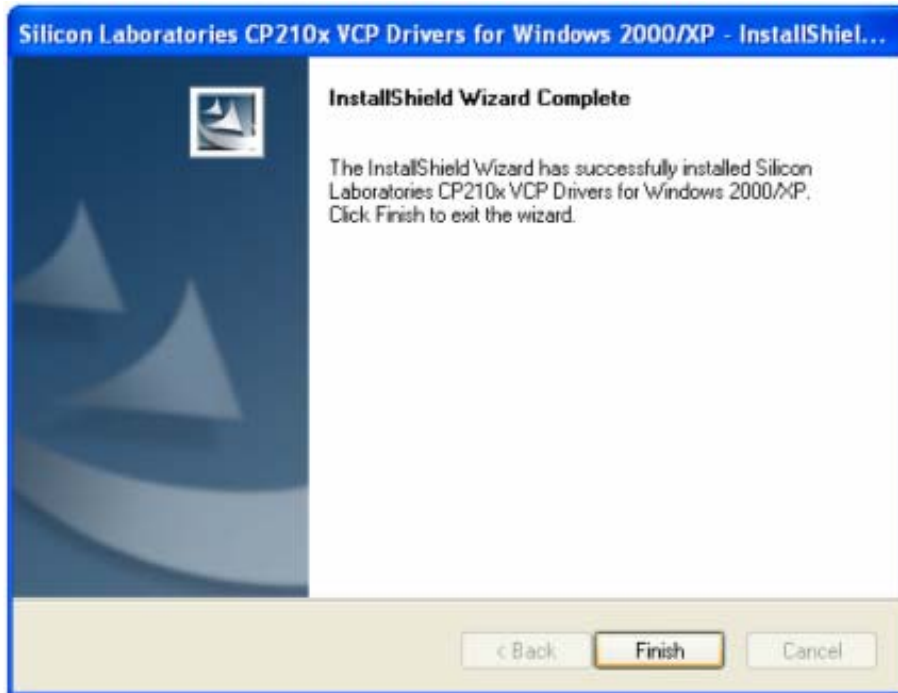 Silicon Laboratories CP210x VCP Drivers for Windows 2000/XP - InstallShiel...
InstallShield Wizard Complete
The InstallShield Wizard has successfully installed Silicon
Laboratories CP210x VCP Drivers for Windows 2000/XP.
Click Finish to exit the wizard.
< Back
Finish
Cancel